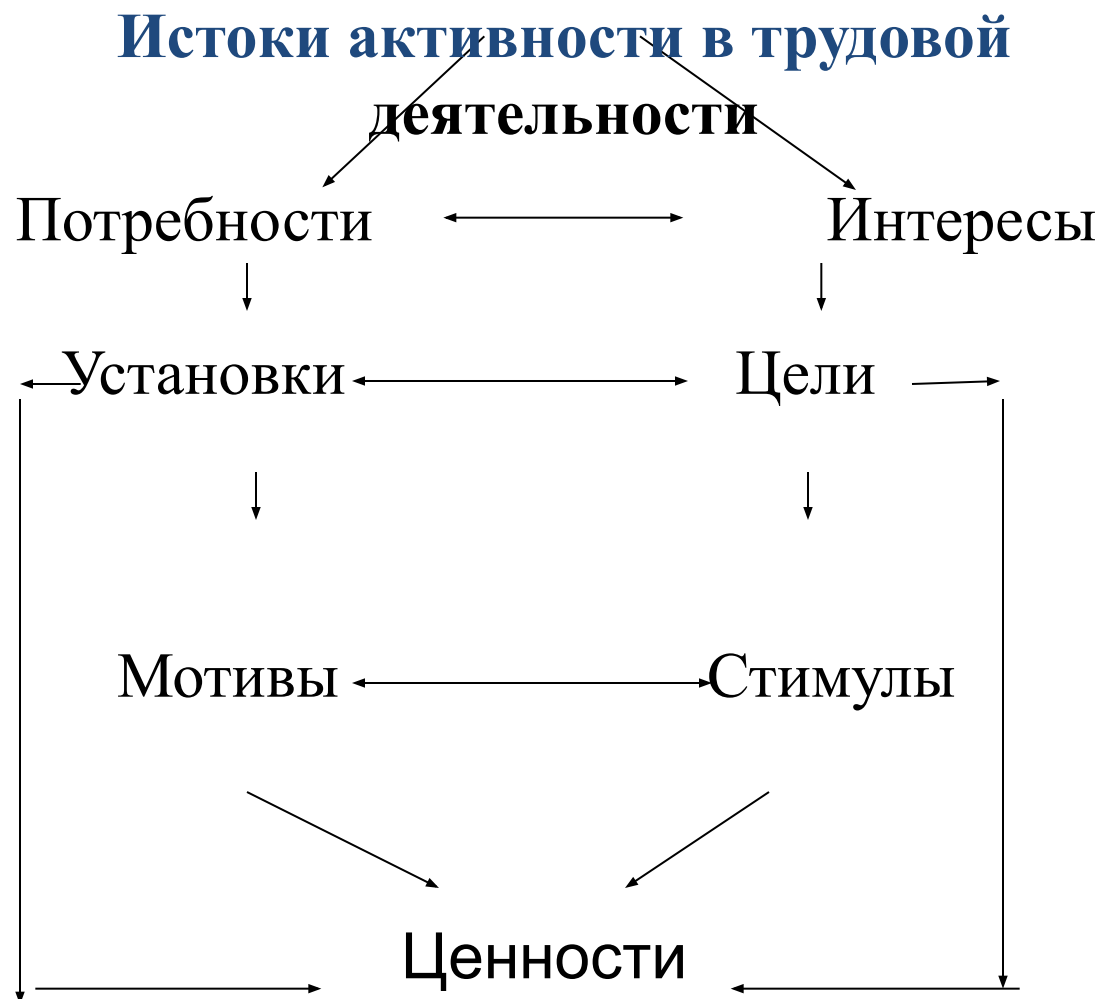 Истоки активности в трудовой
деятельности
Потребности Интересы
Установки Цели
Мотивы Стимулы
Ценности